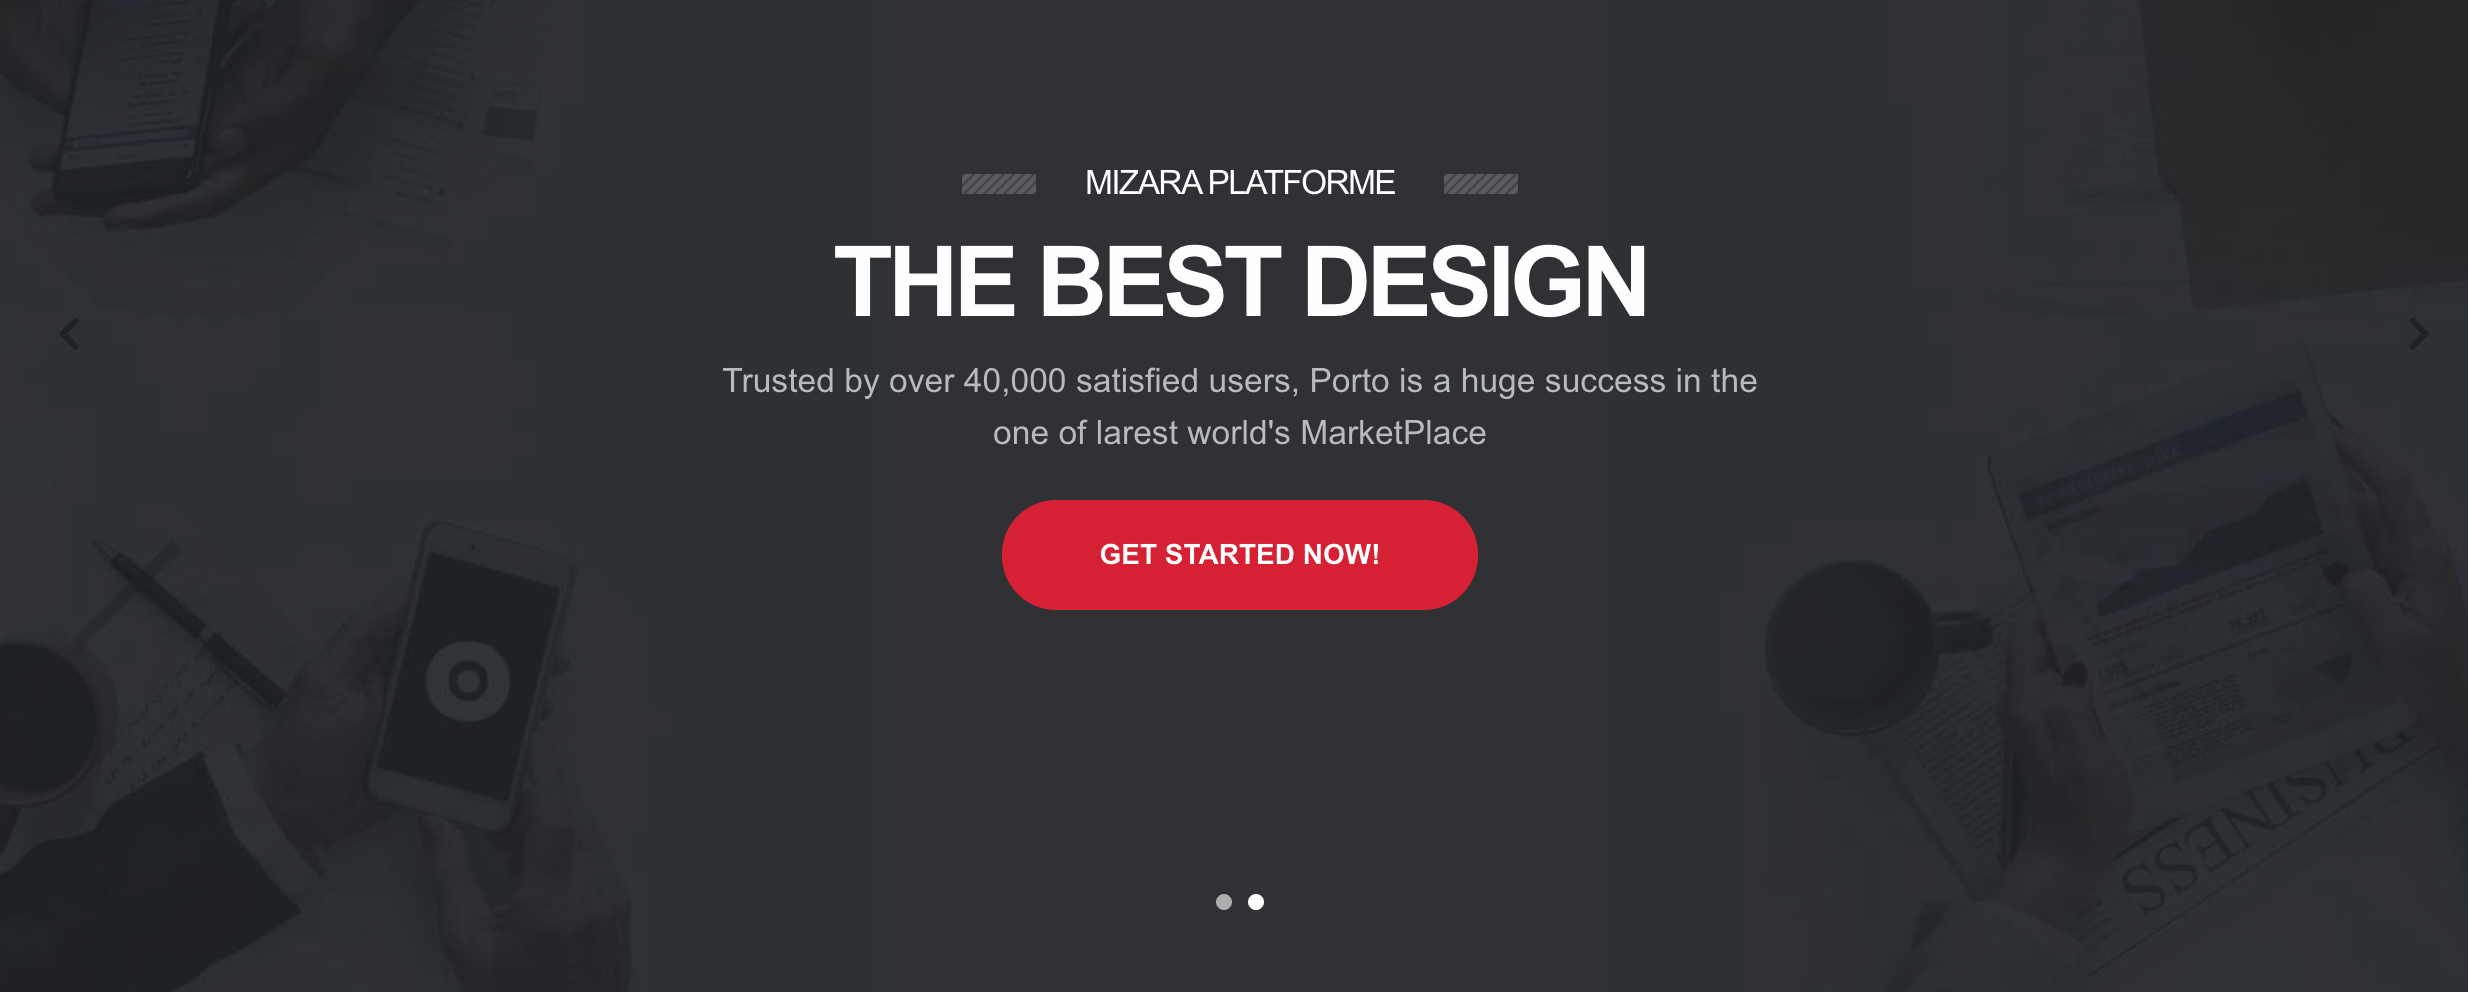 MIZARA PLATFORME
THE BEST DESIGN
Trusted by over 40,000 satisfied users, Porto is a huge success in the
one of larest world's MarketPlace
GET STARTED NOW!
BUSINESS